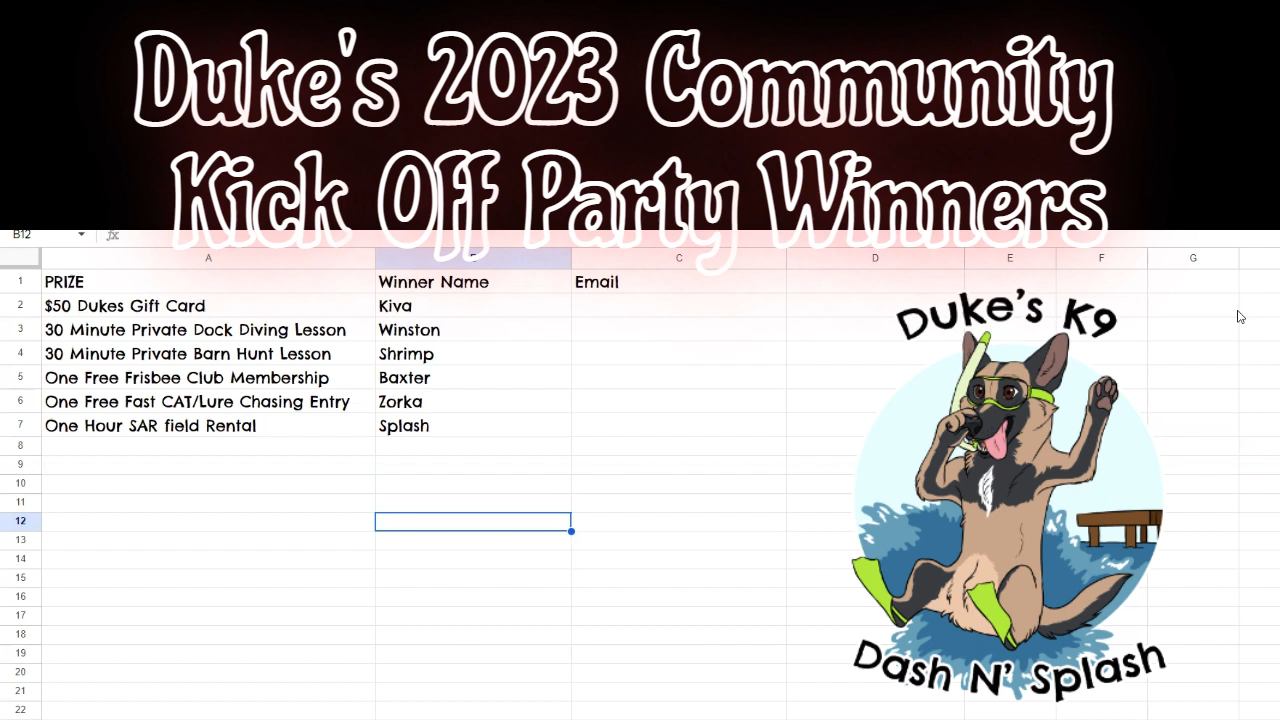 Duke's 2023 Community
Kick Off Party Winners
B12 fx
A B C D E F G
1 PRIZE Winner Name Email
2 $50 Dukes Gift Card Kiva
3 30 Minute Private Dock Diving Lesson Winston
4 30 Minute Private Barn Hunt Lesson Shrimp
5 One Free Frisbee Club Membership Baxter
6 One Free Fast CAT/Lure Chasing Entry Zorka
7 One Hour SAR field Rental Splash
8
9
10
11
12
13
14
15
16
17
18
19
20
21
22
Duke's K9
Dash N' Splash